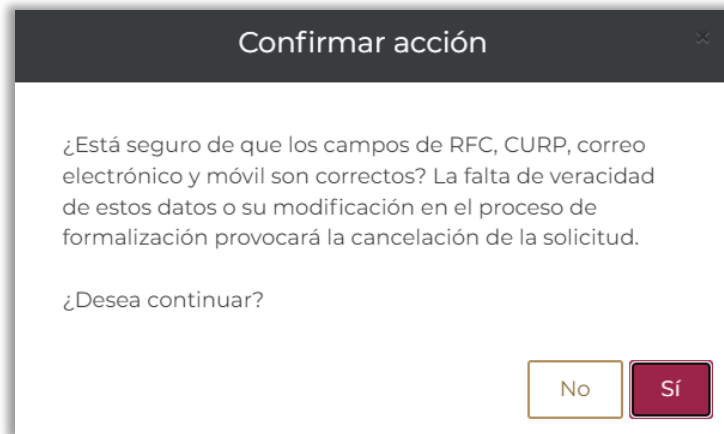 Confirmar acción
×
¿Está seguro de que los campos de RFC, CURP, correo
electrónico y móvil son correctos? La falta de veracidad
de estos datos o su modificación en el proceso de
formalización provocará la cancelación de la solicitud.
¿Desea continuar?
No
Sí